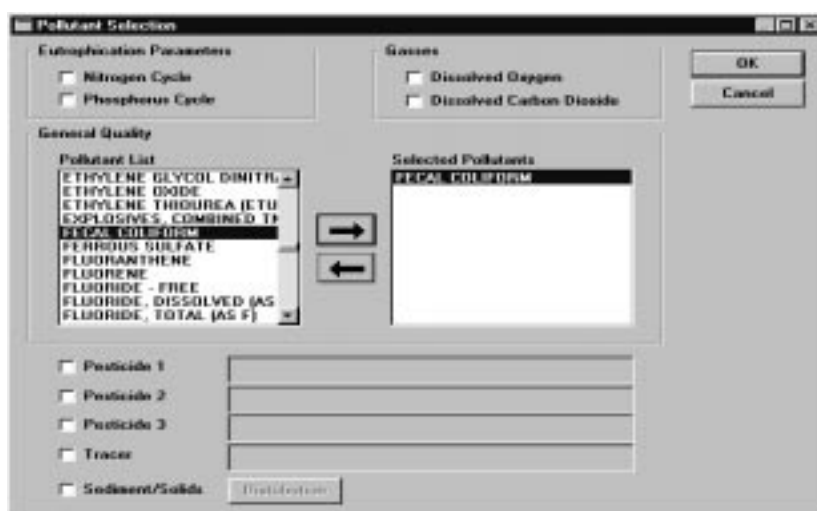 Pollutant Selection
Eutrophication Parameters
Nitrogen Cycle
Phosphorus Cycle
Gasses
Dissolved Oxygen
Dissolved Carbon Dioxide
OK
Cancel
General Quality
Pollutant List
ETHYLENE GLYCOL DINITR
ETHYLENE OXIDE
ETHYLENE THIOUREA (ETU
EXPLOSIVES, COMBINED TH
FECAL COLIFORM
FERROUS SULFATE
FLUORANTHENE
FLUORENE
FLUORIDE - FREE
FLUORIDE, DISSOLVED (AS
FLUORIDE, TOTAL (AS F)
Selected Pollutants
FECAL COLIFORM
Pesticide 1
Pesticide 2
Pesticide 3
Tracer
Sediment/Solids